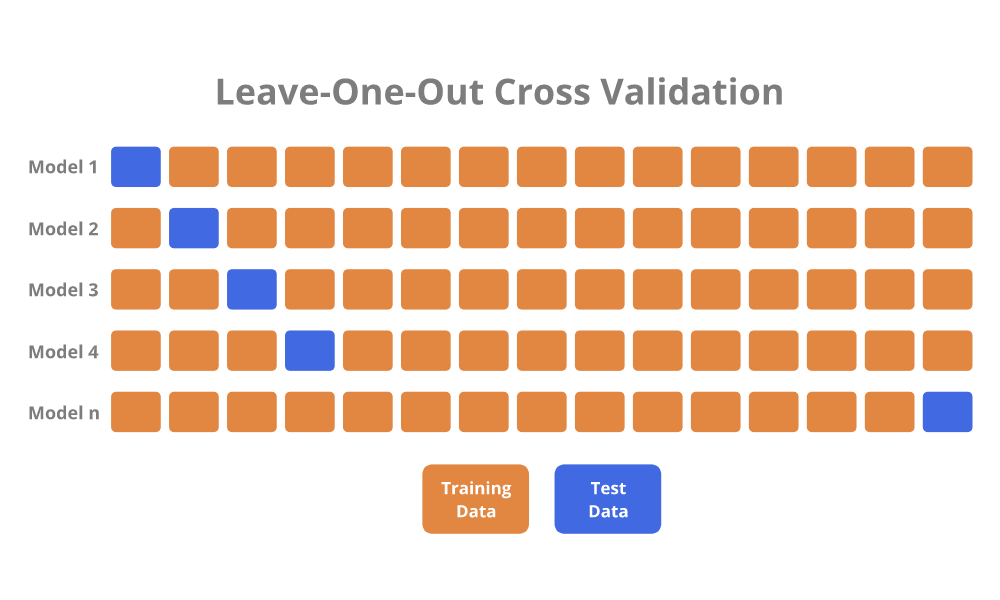 Leave-One-Out Cross Validation
Model 1
Model 2
Model 3
Model 4
Model n
Training
Data
Test
Data